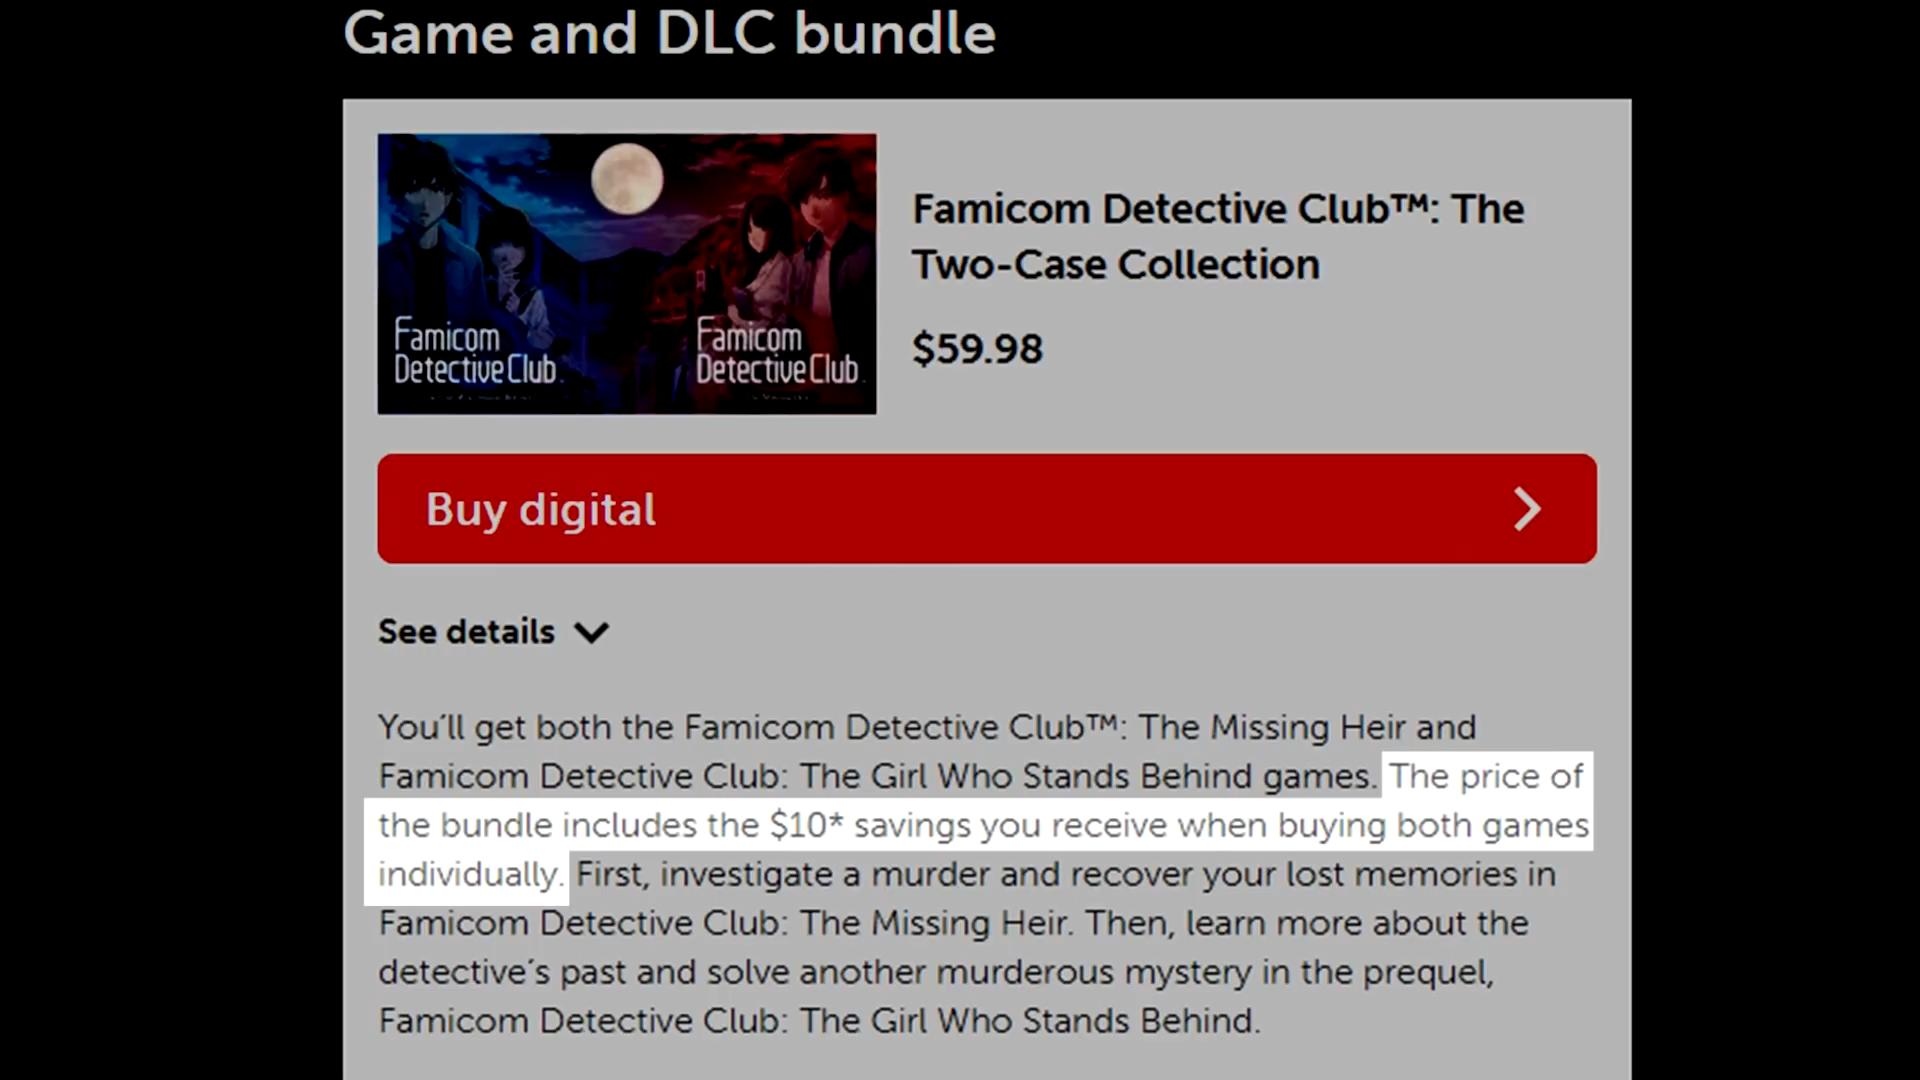 Game and DLC bundle
Famicom
Detective Club
Famicom
Detective Club
Famicom Detective Club™: The
Two-Case Collection
$59.98
Buy digital
See details
You´ll get both the Famicom Detective Club™: The Missing Heir and
Famicom Detective Club: The Girl Who Stands Behind games. The price of
the bundle includes the $10* savings you receive when buying both games
individually. First, investigate a murder and recover your lost memories in
Famicom Detective Club: The Missing Heir. Then, learn more about the
detective´s past and solve another murderous mystery in the prequel,
Famicom Detective Club: The Girl Who Stands Behind.